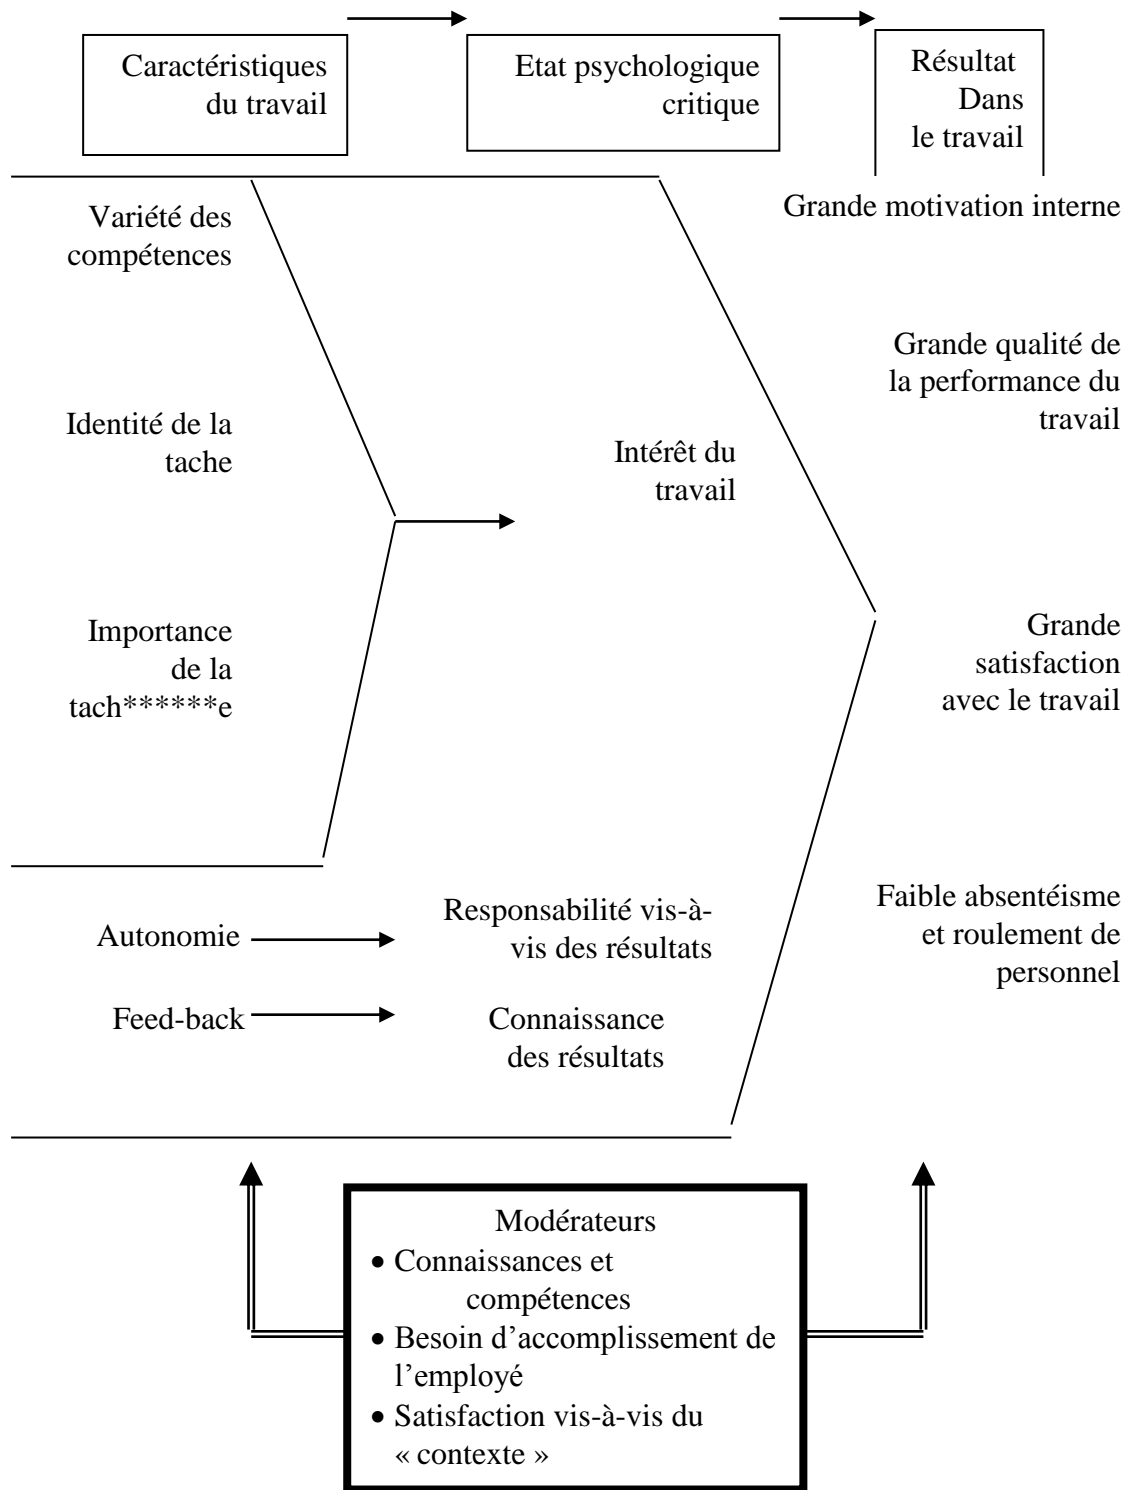 Caractéristiques
du travail
Etat psychologique
critique
Résultat
Dans
le travail
Variété des
compétences
Identité de la
tache
Importance
de la
tach******e
Autonomie
Feed-back
Intérêt du
travail
Responsabilité vis-à-
vis des résultats
Connaissance
des résultats
Grande motivation interne
Grande qualité de
la performance du
travail
Grande
satisfaction
avec le travail
Faible absentéisme
et roulement de
personnel
Modérateurs
• Connaissances et
compétences
• Besoin d’accomplissement de
l’employé
• Satisfaction vis-à-vis du
« contexte »